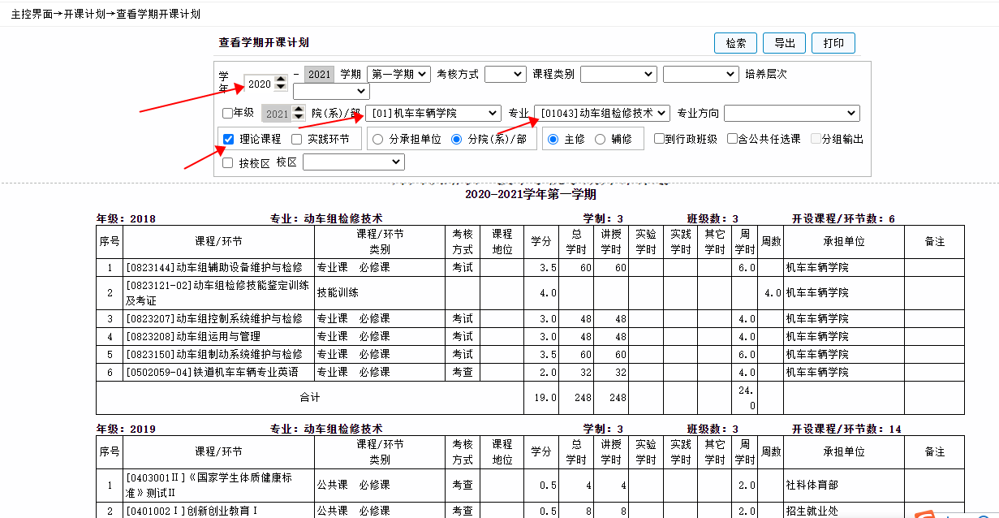 主控界面→开课计划→查看学期开课计划
查看学期开课计划 检索 导出 打印
学年 2020 - 2021 学期 第一学期 考核方式 课程类别 培养层次
年级 2021 院(系)/部 [01]机车车辆学院 专业 [01043]动车组检修技术 专业方向
理论课程 实践环节 分承担单位 分院(系)/部 主修 辅修 到行政班级 含公共任选课 分组输出
按校区 校区
2020-2021学年第一学期
年级：2018 专业：动车组检修技术 学制：3 班级数：3 开设课程/环节数：6
序号 课程/环节 课程/环节类别 考核方式 课程地位 学分 总学时 讲授学时 实验学时 实践学时 其它学时 周学时 周数 承担单位 备注
1 [0823144]动车组辅助设备维护与检修 专业课 必修课 考试 3.5 60 60 6.0 机车车辆学院
2 [0823121-02]动车组检修技能鉴定训练及考证 技能训练 4.0 4.0 机车车辆学院
3 [0823207]动车组控制系统维护与检修 专业课 必修课 考试 3.0 48 48 4.0 机车车辆学院
4 [0823208]动车组运用与管理 专业课 必修课 考试 3.0 48 48 4.0 机车车辆学院
5 [0823150]动车组制动系统维护与检修 专业课 必修课 考试 3.5 60 60 6.0 机车车辆学院
6 [0502059-04]铁道机车车辆专业英语 专业课 必修课 考查 2.0 32 32 4.0 机车车辆学院
合计 19.0 248 248 24.0
年级：2019 专业：动车组检修技术 学制：3 班级数：3 开设课程/环节数：14
序号 课程/环节 课程/环节类别 考核方式 课程地位 学分 总学时 讲授学时 实验学时 实践学时 其它学时 周学时 周数 承担单位 备注
1 [0403001Ⅱ]《国家学生体质健康标准》测试Ⅱ 公共课 必修课 考查 0.5 4 4 2.0 社科体育部
2 [0401002Ⅰ]创新创业教育Ⅰ 公共课 必修课 考查 0.5 8 8 2.0 招生就业处